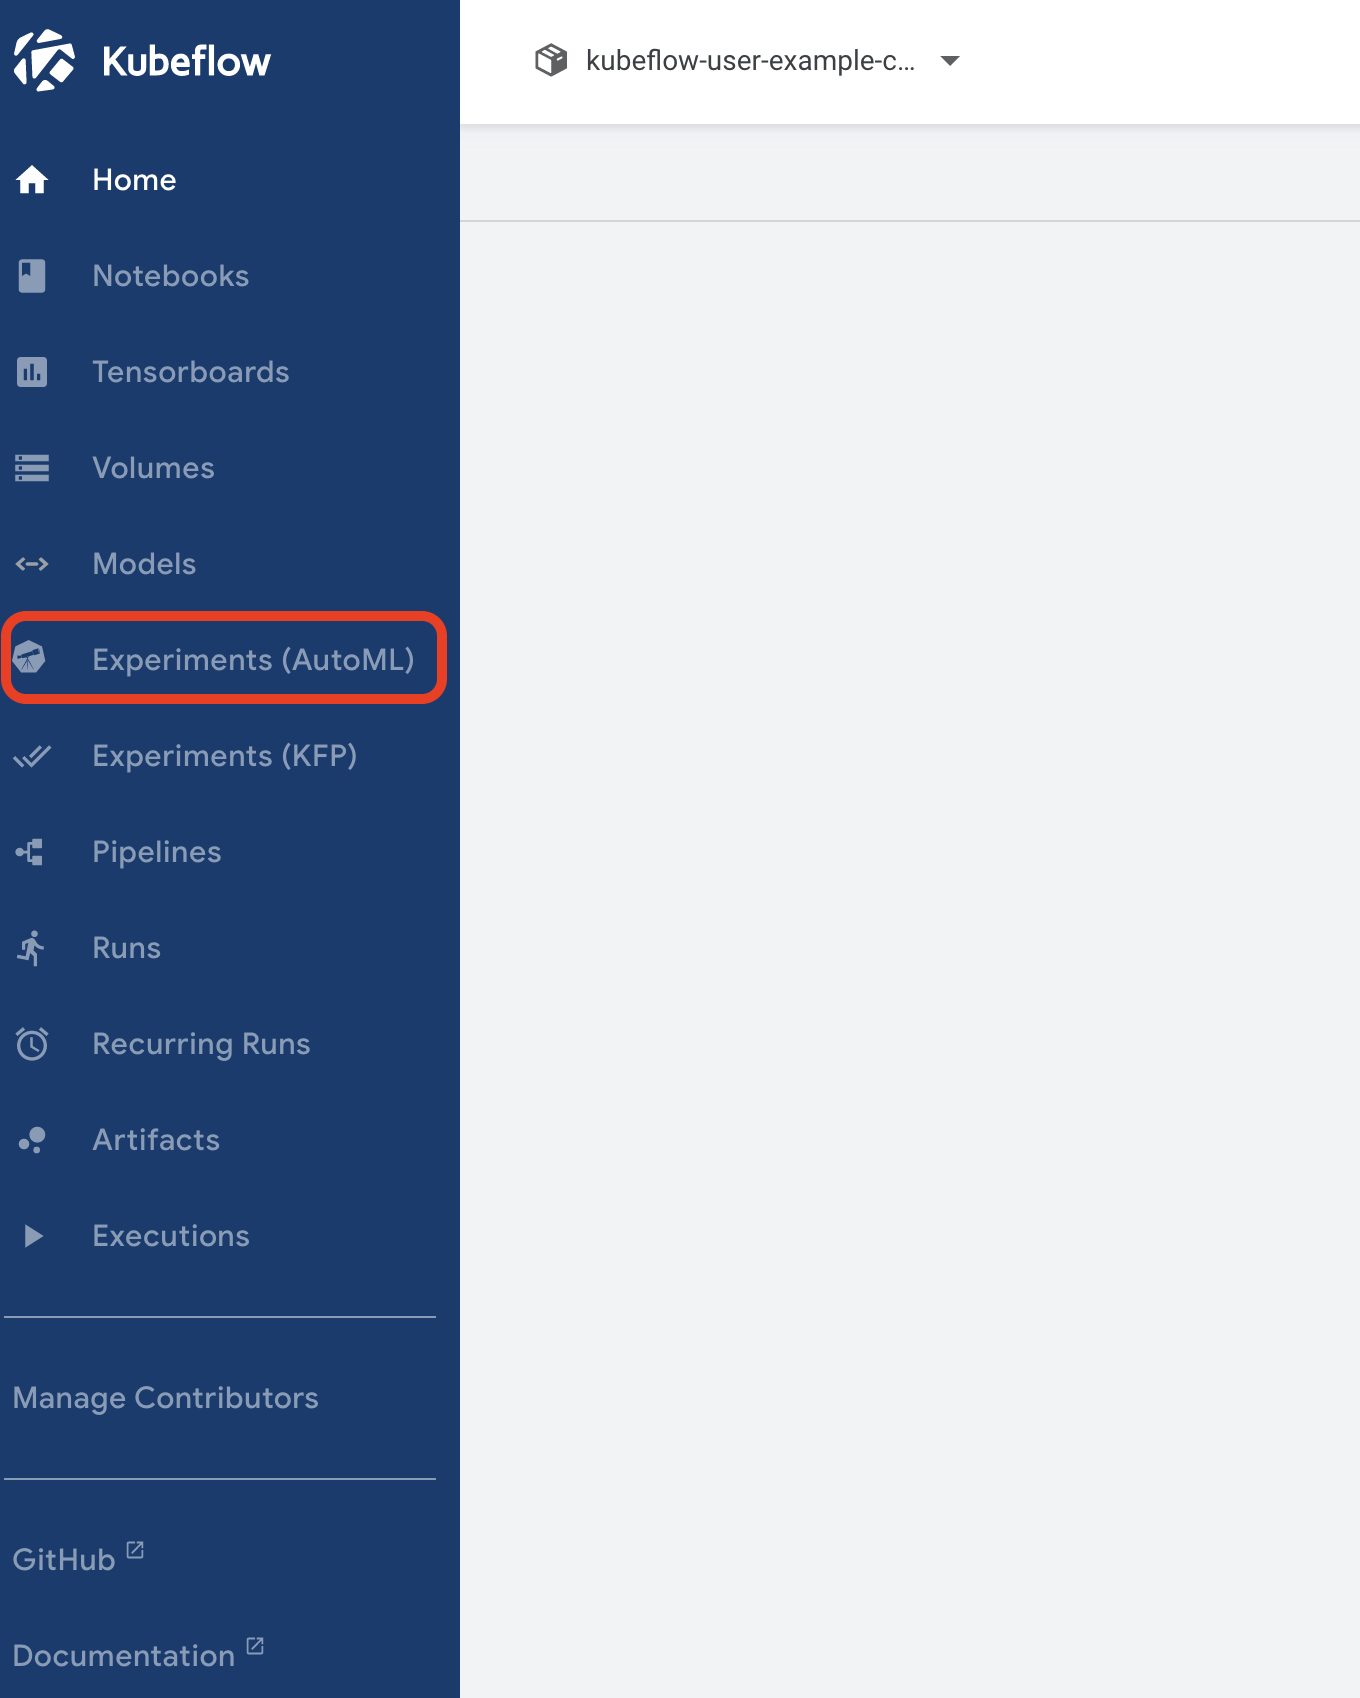 Kubeflow
kubeflow-user-example-c...
Home
Notebooks
Tensorboards
Volumes
Models
Experiments (AutoML)
Experiments (KFP)
Pipelines
Runs
Recurring Runs
Artifacts
Executions
Manage Contributors
GitHub
Documentation